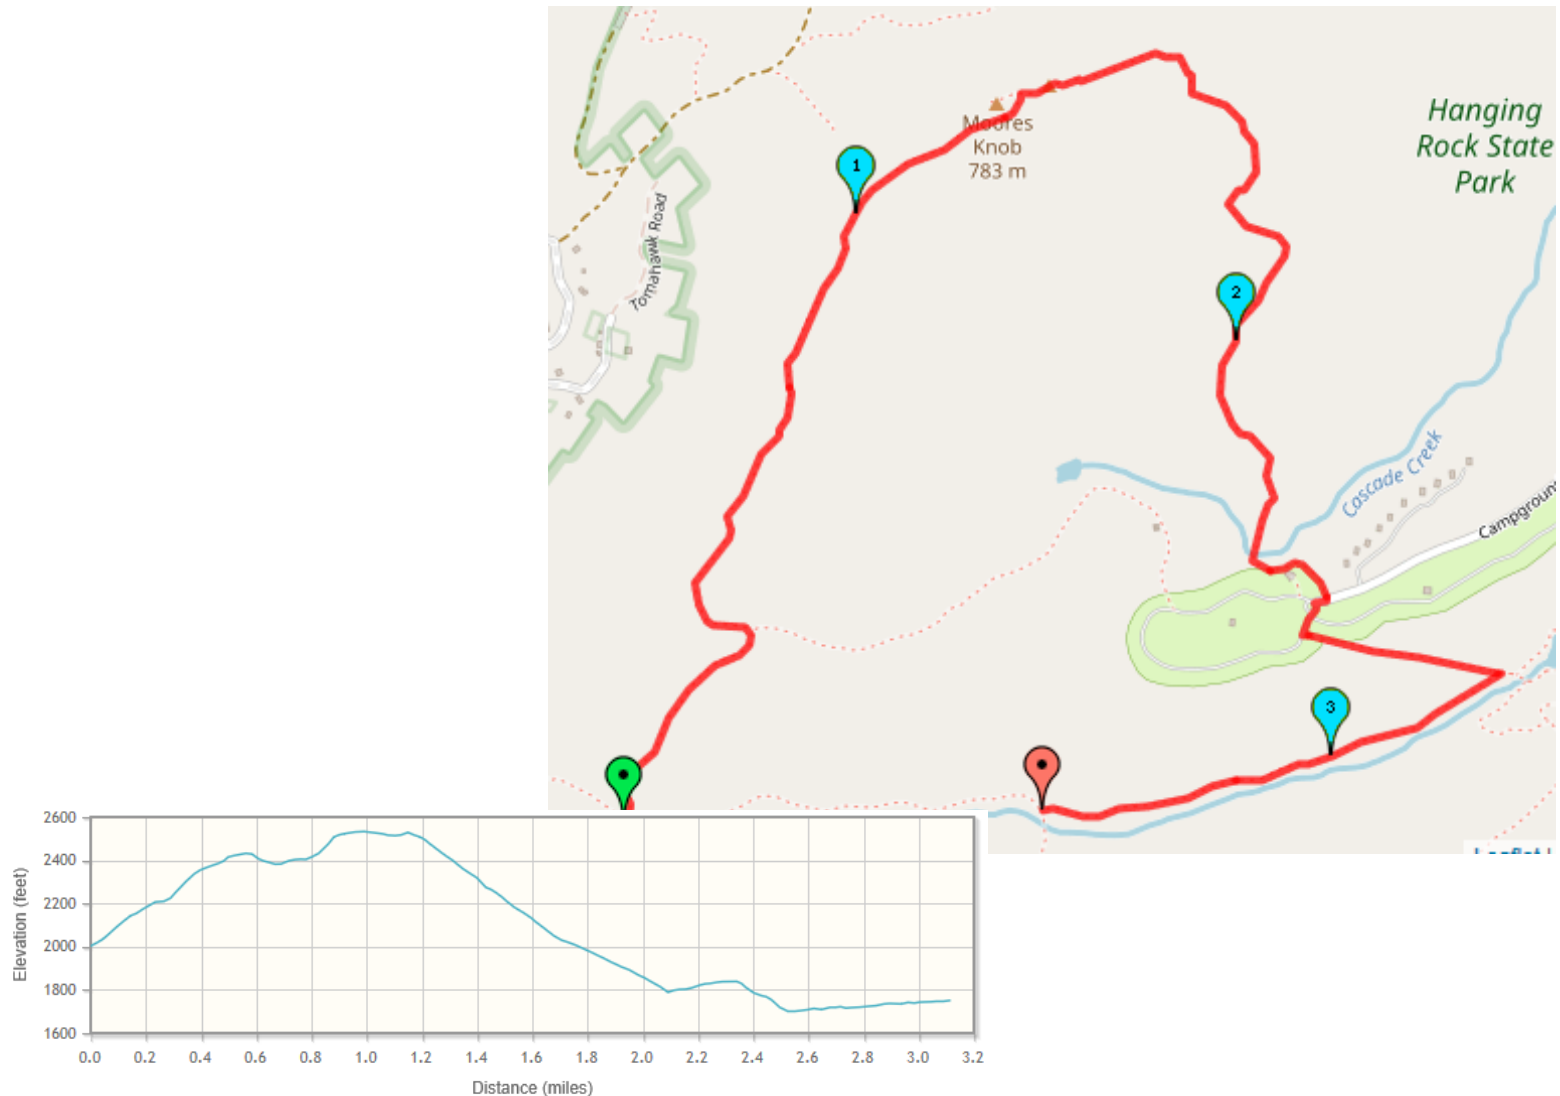 Hanging
Rock State
Park
Moores
Knob
783 m
1
Tomahawk Road
2
Cascade Creek
Campground
3
2600
2400
2200
2000
1800
1600
Elevation (feet)
0.0 0.2 0.4 0.6 0.8 1.0 1.2 1.4 1.6 1.8 2.0 2.2 2.4 2.6 2.8 3.0 3.2
Distance (miles)